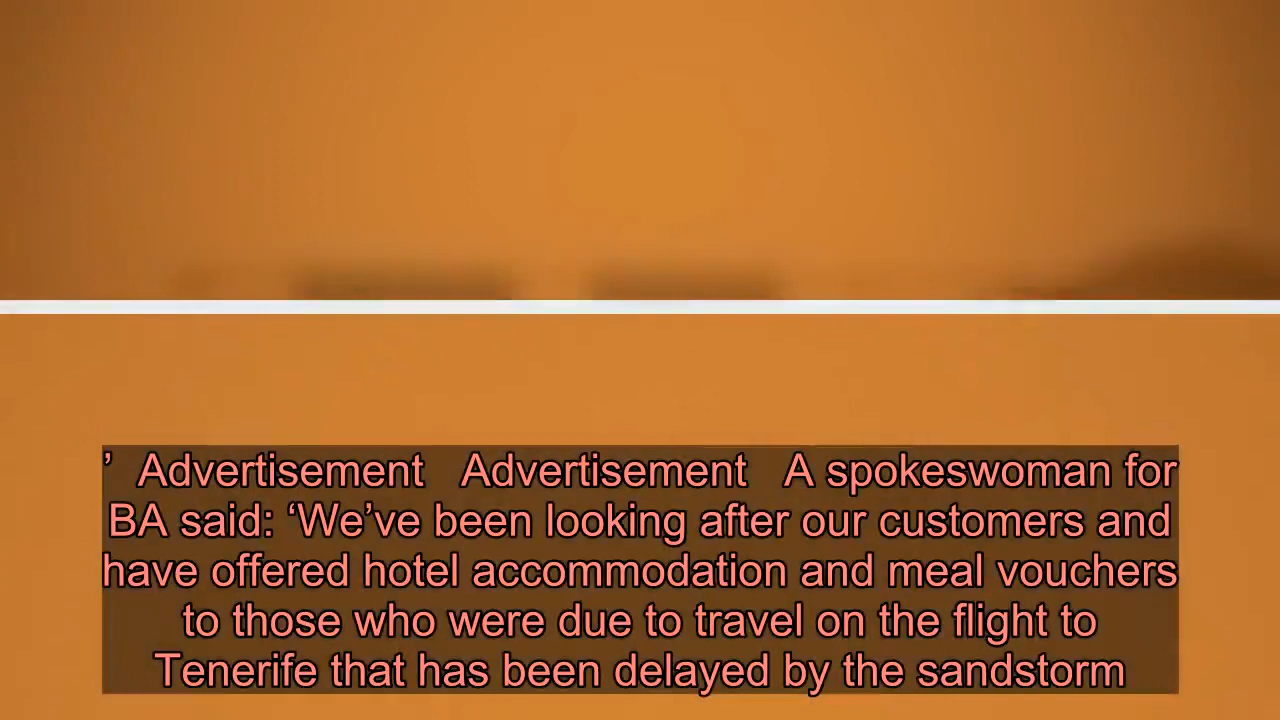 ’ Advertisement Advertisement A spokeswoman for
BA said: ‘We’ve been looking after our customers and
have offered hotel accommodation and meal vouchers
to those who were due to travel on the flight to
Tenerife that has been delayed by the sandstorm